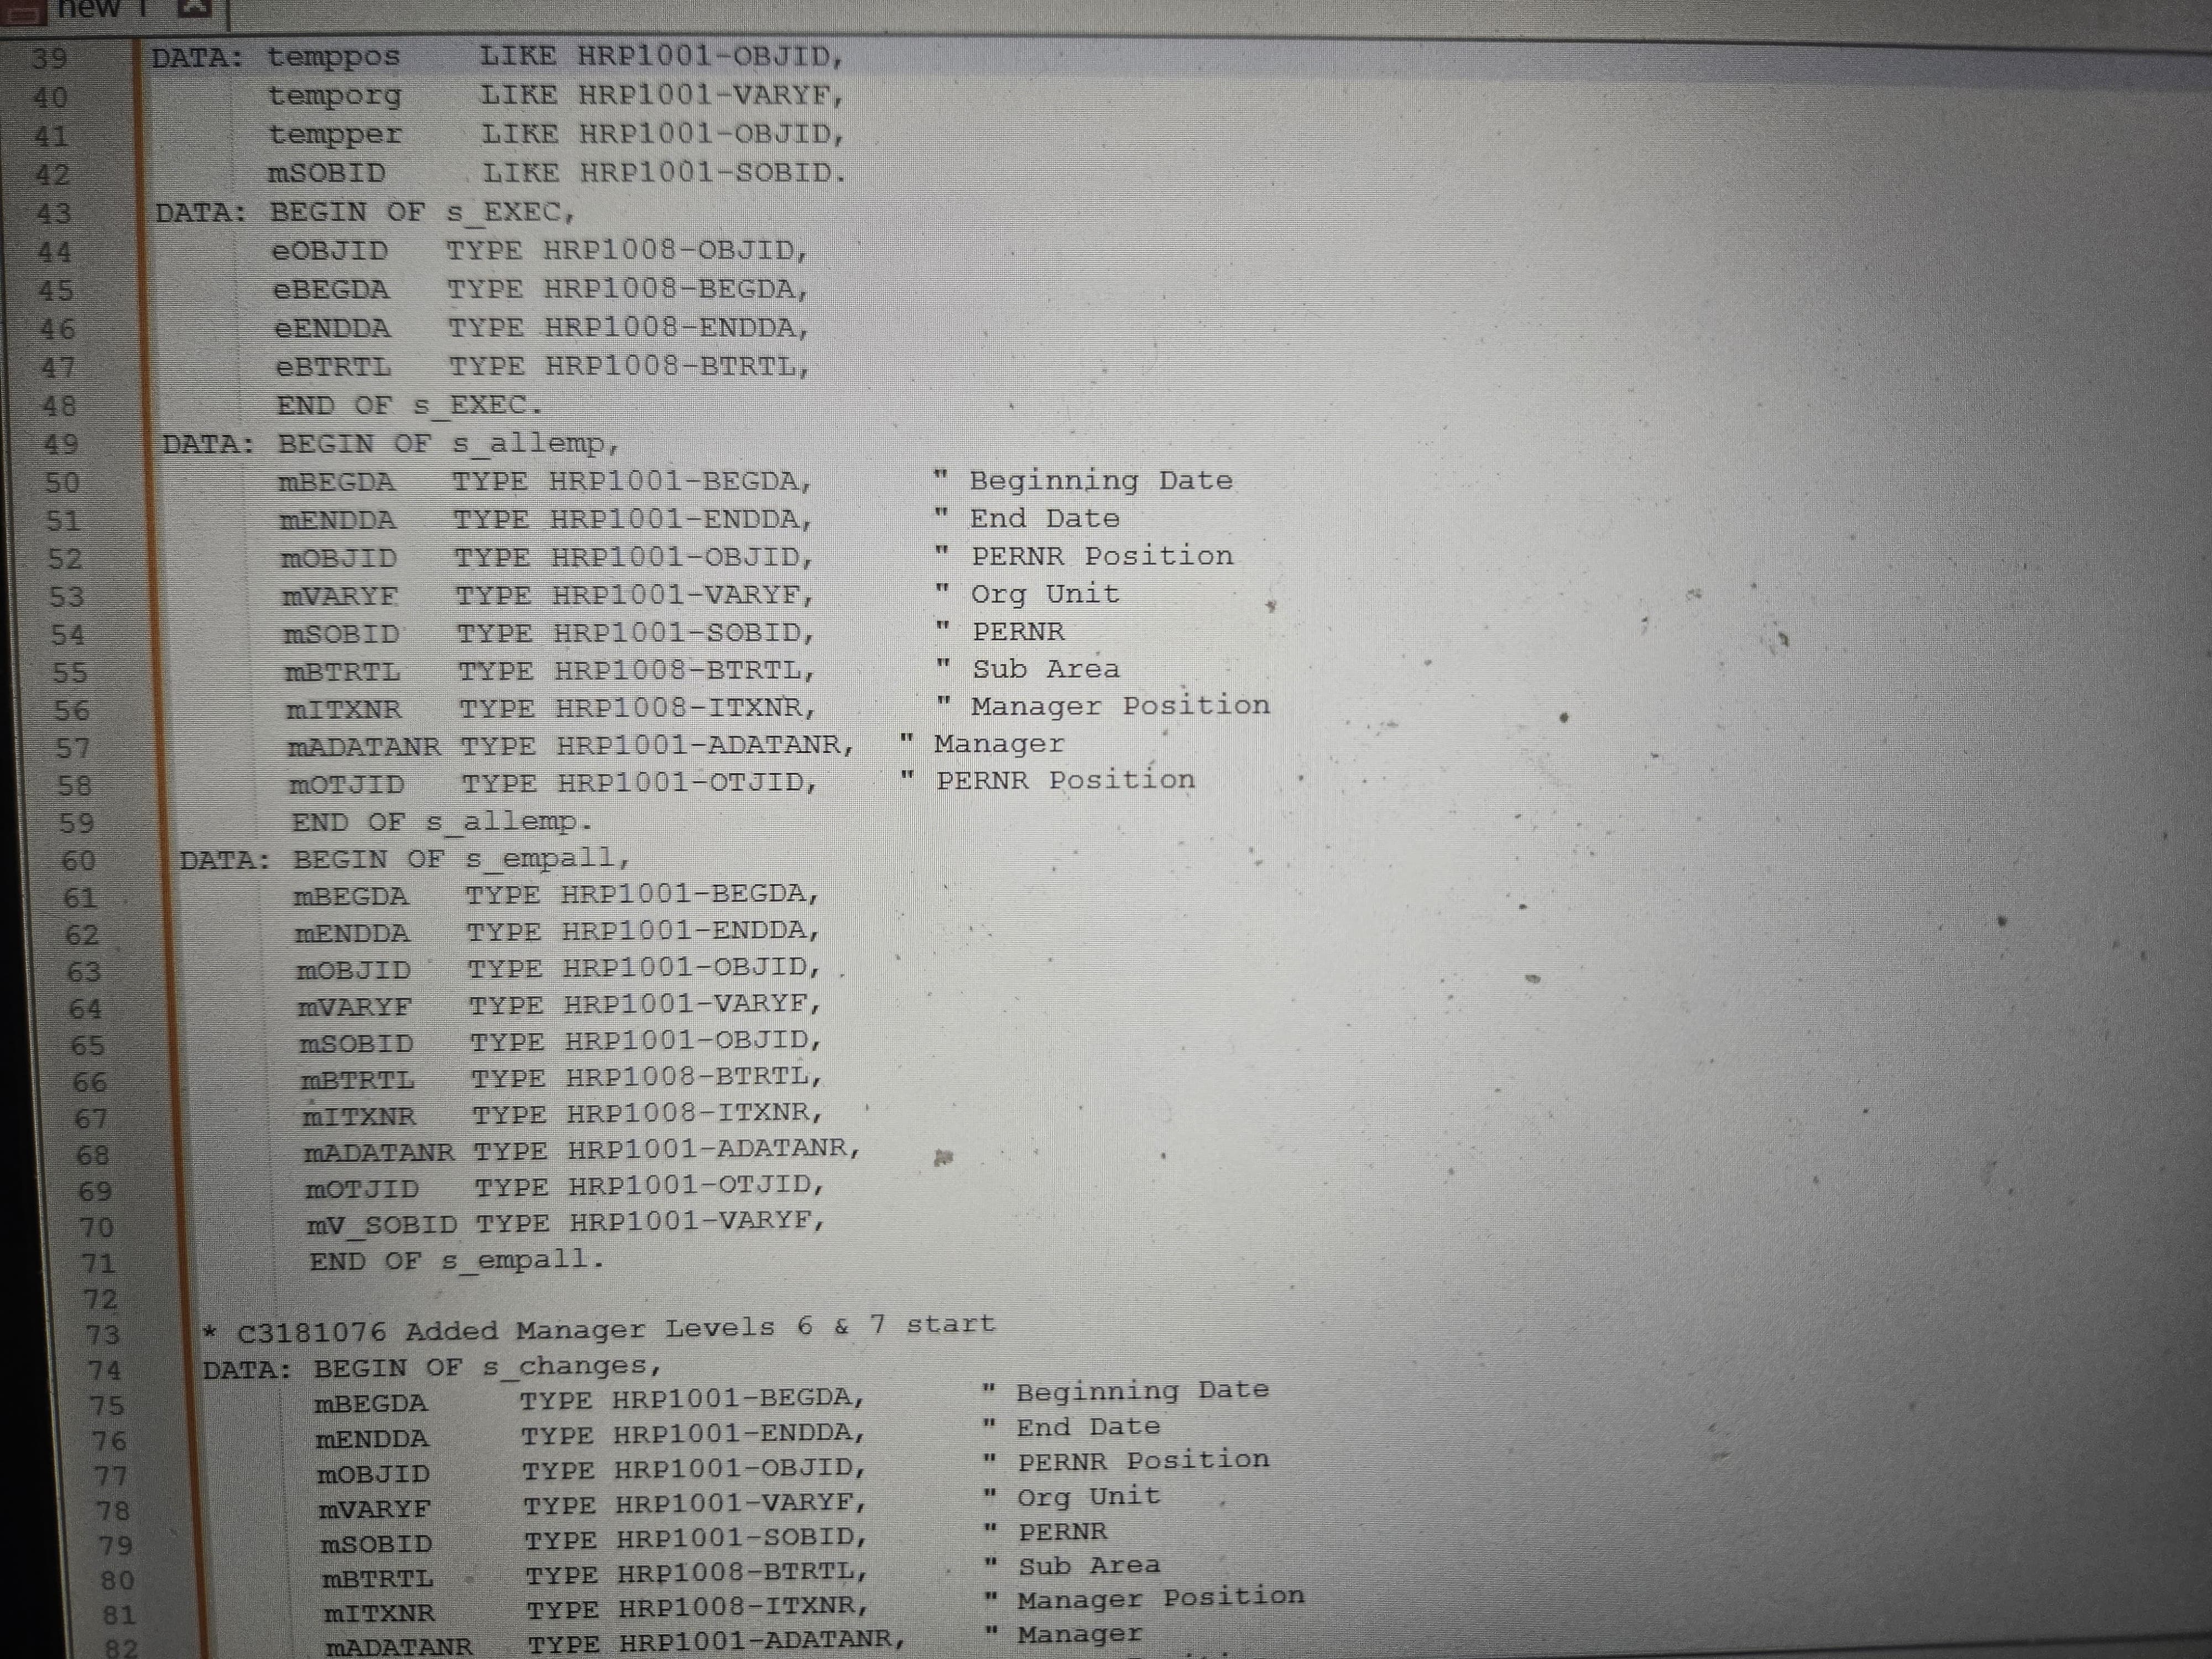 new 1
39 DATA: temppos LIKE HRP1001-OBJID,
40 temporg LIKE HRP1001-VARYF,
41 tempper LIKE HRP1001-OBJID,
42 mSOBID LIKE HRP1001-SOBID.
43 DATA: BEGIN OF s_EXEC,
44 eOBJID TYPE HRP1008-OBJID,
45 eBEGDA TYPE HRP1008-BEGDA,
46 eENDDA TYPE HRP1008-ENDDA,
47 eBTRTL TYPE HRP1008-BTRTL,
48 END OF s_EXEC.
49 DATA: BEGIN OF s_allemp,
50 mBEGDA TYPE HRP1001-BEGDA, " Beginning Date
51 mENDDA TYPE HRP1001-ENDDA, " End Date
52 mOBJID TYPE HRP1001-OBJID, " PERNR Position
53 mVARYF TYPE HRP1001-VARYF, " Org Unit
54 mSOBID TYPE HRP1001-SOBID, " PERNR
55 mBTRTL TYPE HRP1008-BTRTL, " Sub Area
56 mITXNR TYPE HRP1008-ITXNR, " Manager Position
57 mADATANR TYPE HRP1001-ADATANR, " Manager
58 mOTJID TYPE HRP1001-OTJID, " PERNR Position
59 END OF s_allemp.
60 DATA: BEGIN OF s_empall,
61 mBEGDA TYPE HRP1001-BEGDA,
62 mENDDA TYPE HRP1001-ENDDA,
63 mOBJID TYPE HRP1001-OBJID,
64 mVARYF TYPE HRP1001-VARYF,
65 mSOBID TYPE HRP1001-OBJID,
66 mBTRTL TYPE HRP1008-BTRTL,
67 mITXNR TYPE HRP1008-ITXNR,
68 mADATANR TYPE HRP1001-ADATANR,
69 mOTJID TYPE HRP1001-OTJID,
70 mV_SOBID TYPE HRP1001-VARYF,
71 END OF s_empall.
72
73 * C3181076 Added Manager Levels 6 & 7 start
74 DATA: BEGIN OF s_changes,
75 mBEGDA TYPE HRP1001-BEGDA, " Beginning Date
76 mENDDA TYPE HRP1001-ENDDA, " End Date
77 mOBJID TYPE HRP1001-OBJID, " PERNR Position
78 mVARYF TYPE HRP1001-VARYF, " Org Unit
79 mSOBID TYPE HRP1001-SOBID, " PERNR
80 mBTRTL TYPE HRP1008-BTRTL, " Sub Area
81 mITXNR TYPE HRP1008-ITXNR, " Manager Position
82 mADATANR TYPE HRP1001-ADATANR, " Manager